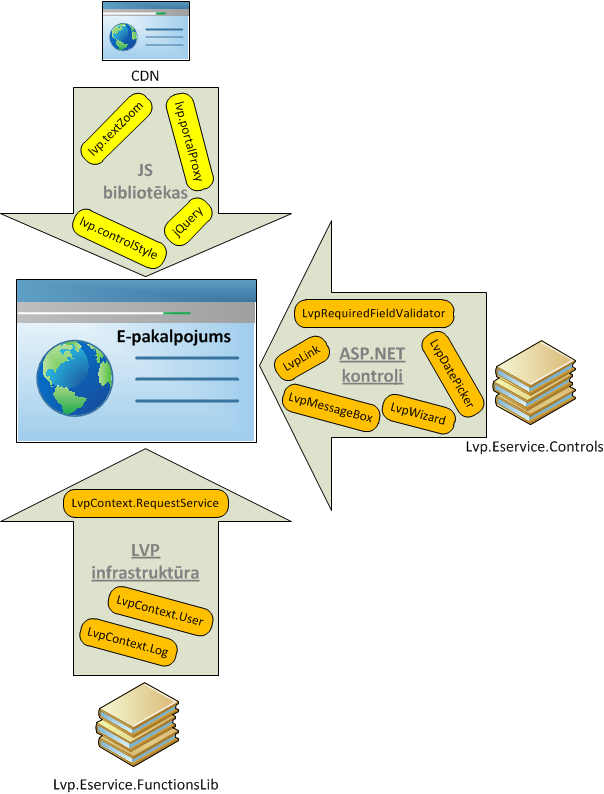 CDN
lvp.textZoom
lvp.portalProxy
JS
bibliotēkas
jQuery
lvp.controlStyle
E-pakalpojums
LvpRequiredFieldValidator
LvpLink
ASP.NET
kontroļi
LvpDatePicker
LvpMessageBox
LvpWizard
Lvp.Eservice.Controls
LvpContext.RequestService
LVP
infrastruktūra
LvpContext.User
LvpContext.Log
Lvp.Eservice.FunctionsLib